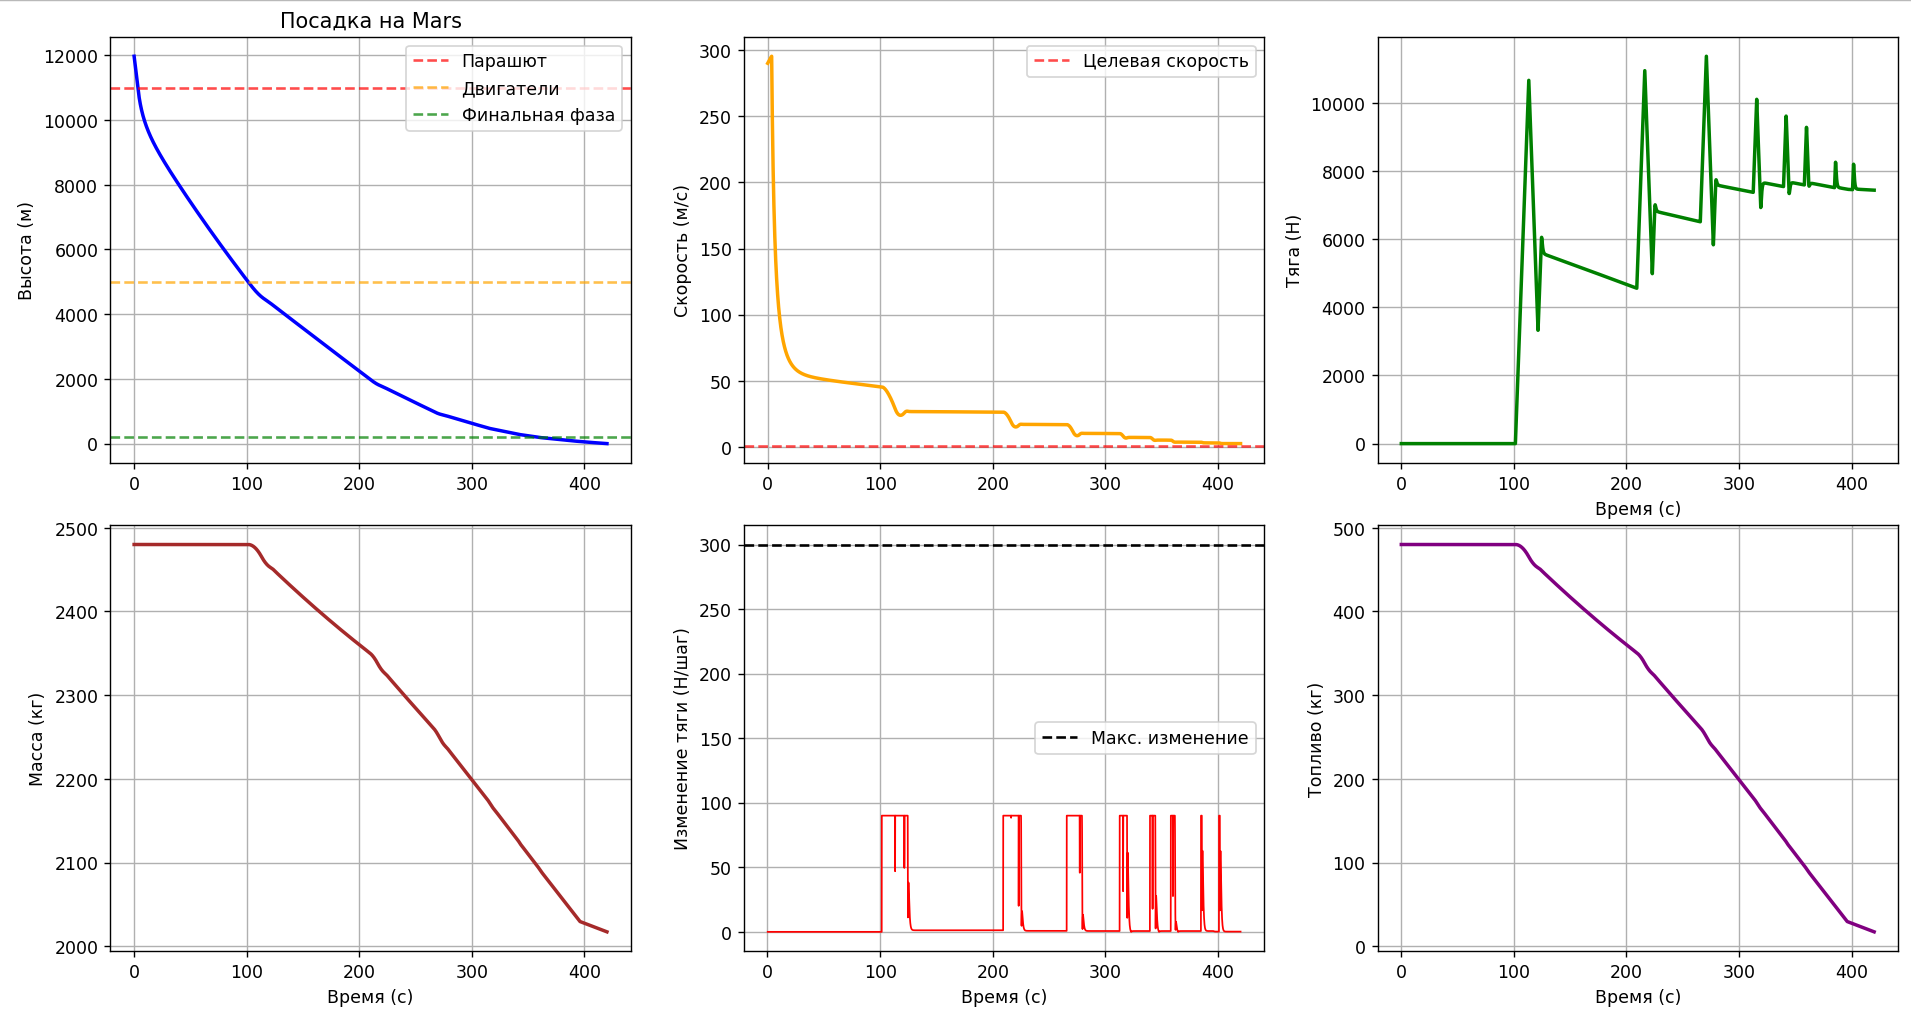 Посадка на Mars
12000
10000
8000
6000
4000
2000
0
Высота (м)
Парашют
Двигатели
Финальная фаза
0 100 200 300 400
300
250
200
150
100
50
0
Скорость (м/с)
Целевая скорость
0 100 200 300 400
10000
8000
6000
4000
2000
0
Тяга (Н)
0 100 200 300 400
Время (с)
2500
2400
2300
2200
2100
2000
Масса (кг)
0 100 200 300 400
Время (с)
300
250
200
150
100
50
0
Изменение тяги (Н/шаг)
Макс. изменение
0 100 200 300 400
Время (с)
500
400
300
200
100
0
Топливо (кг)
0 100 200 300 400
Время (с)